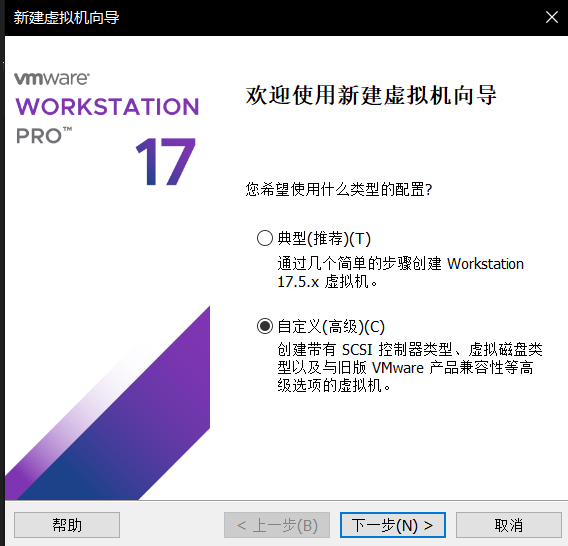 新建虚拟机向导
vmware®
WORKSTATION
PRO™
17
欢迎使用新建虚拟机向导
您希望使用什么类型的配置?
典型(推荐)(T)
通过几个简单的步骤创建 Workstation
17.5.x 虚拟机。
自定义(高级)(C)
创建带有 SCSI 控制器类型、虚拟磁盘类
型以及与旧版 VMware 产品兼容性等高
级选项的虚拟机。
帮助
< 上一步(B)
下一步(N) >
取消